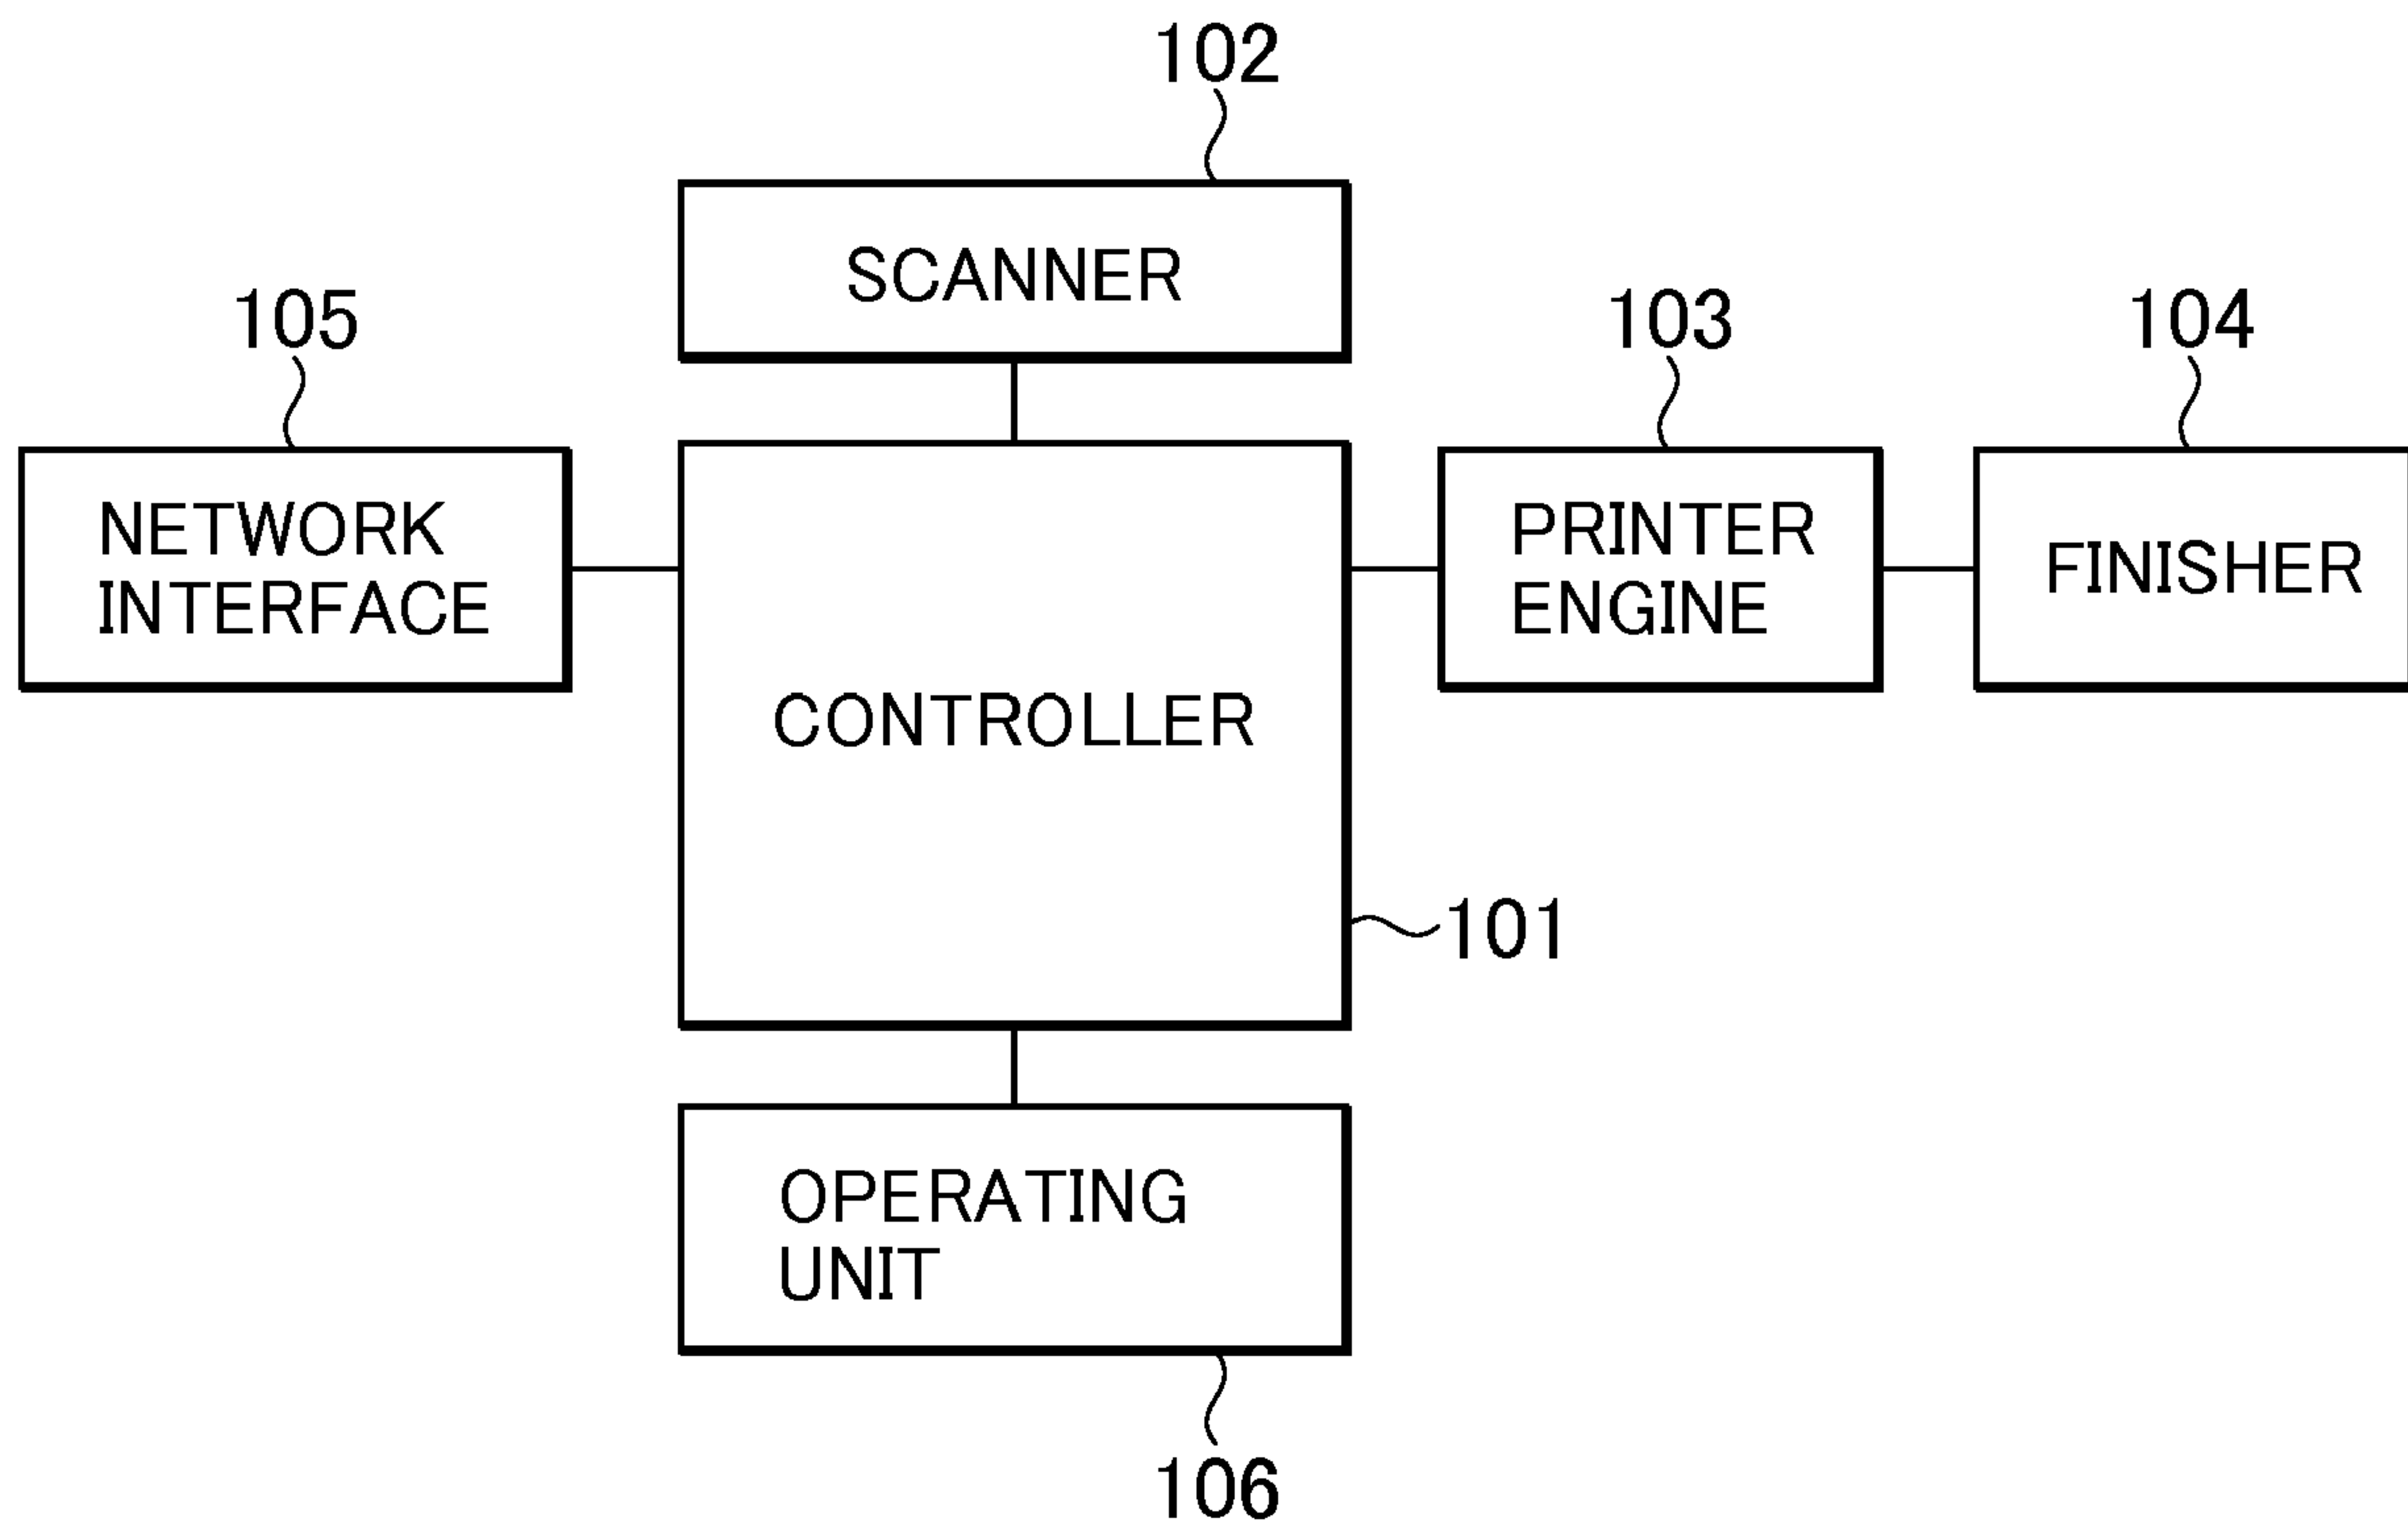 102
SCANNER
105
103
104
NETWORK
INTERFACE
PRINTER
ENGINE
FINISHER
CONTROLLER
101
OPERATING
UNIT
106